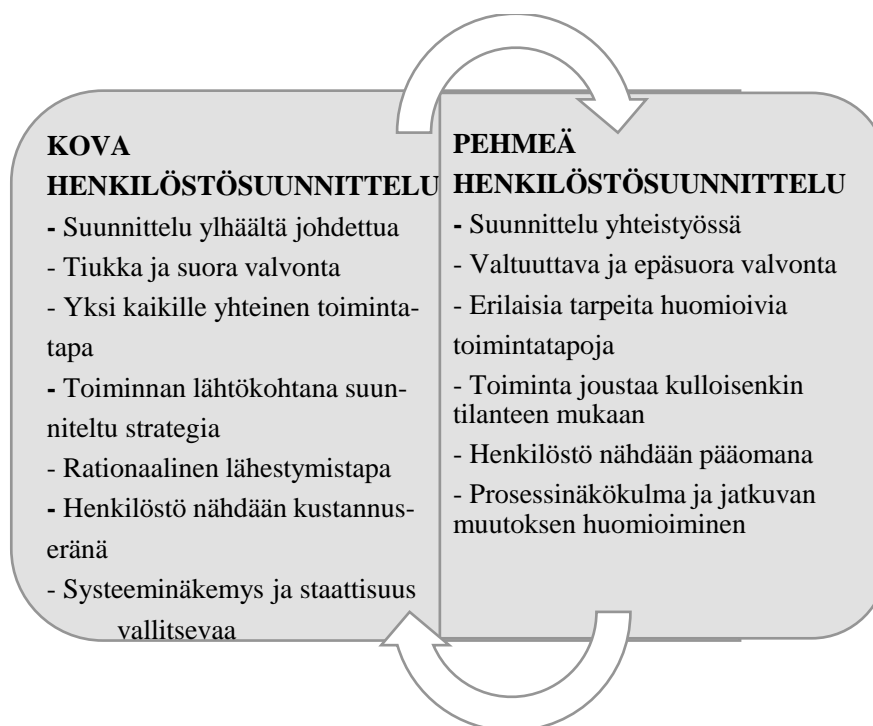 KOVA
HENKILÖSTÖSUUNNITTELU
- Suunnittelu ylhäältä johdettua
- Tiukka ja suora valvonta
- Yksi kaikille yhteinen toiminta-
tapa
- Toiminnan lähtökohtana suun-
niteltu strategia
- Rationaalinen lähestymistapa
- Henkilöstö nähdään kustannus-
eränä
- Systeeminäkemys ja staattisuus
vallitsevaa
PEHMEÄ
HENKILÖSTÖSUUNNITTELU
- Suunnittelu yhteistyössä
- Valtuuttava ja epäsuora valvonta
- Erilaisia tarpeita huomioivia
toimintatapoja
- Toiminta joustaa kulloisenkin
tilanteen mukaan
- Henkilöstö nähdään pääomana
- Prosessinäkökulma ja jatkuvan
muutoksen huomioiminen